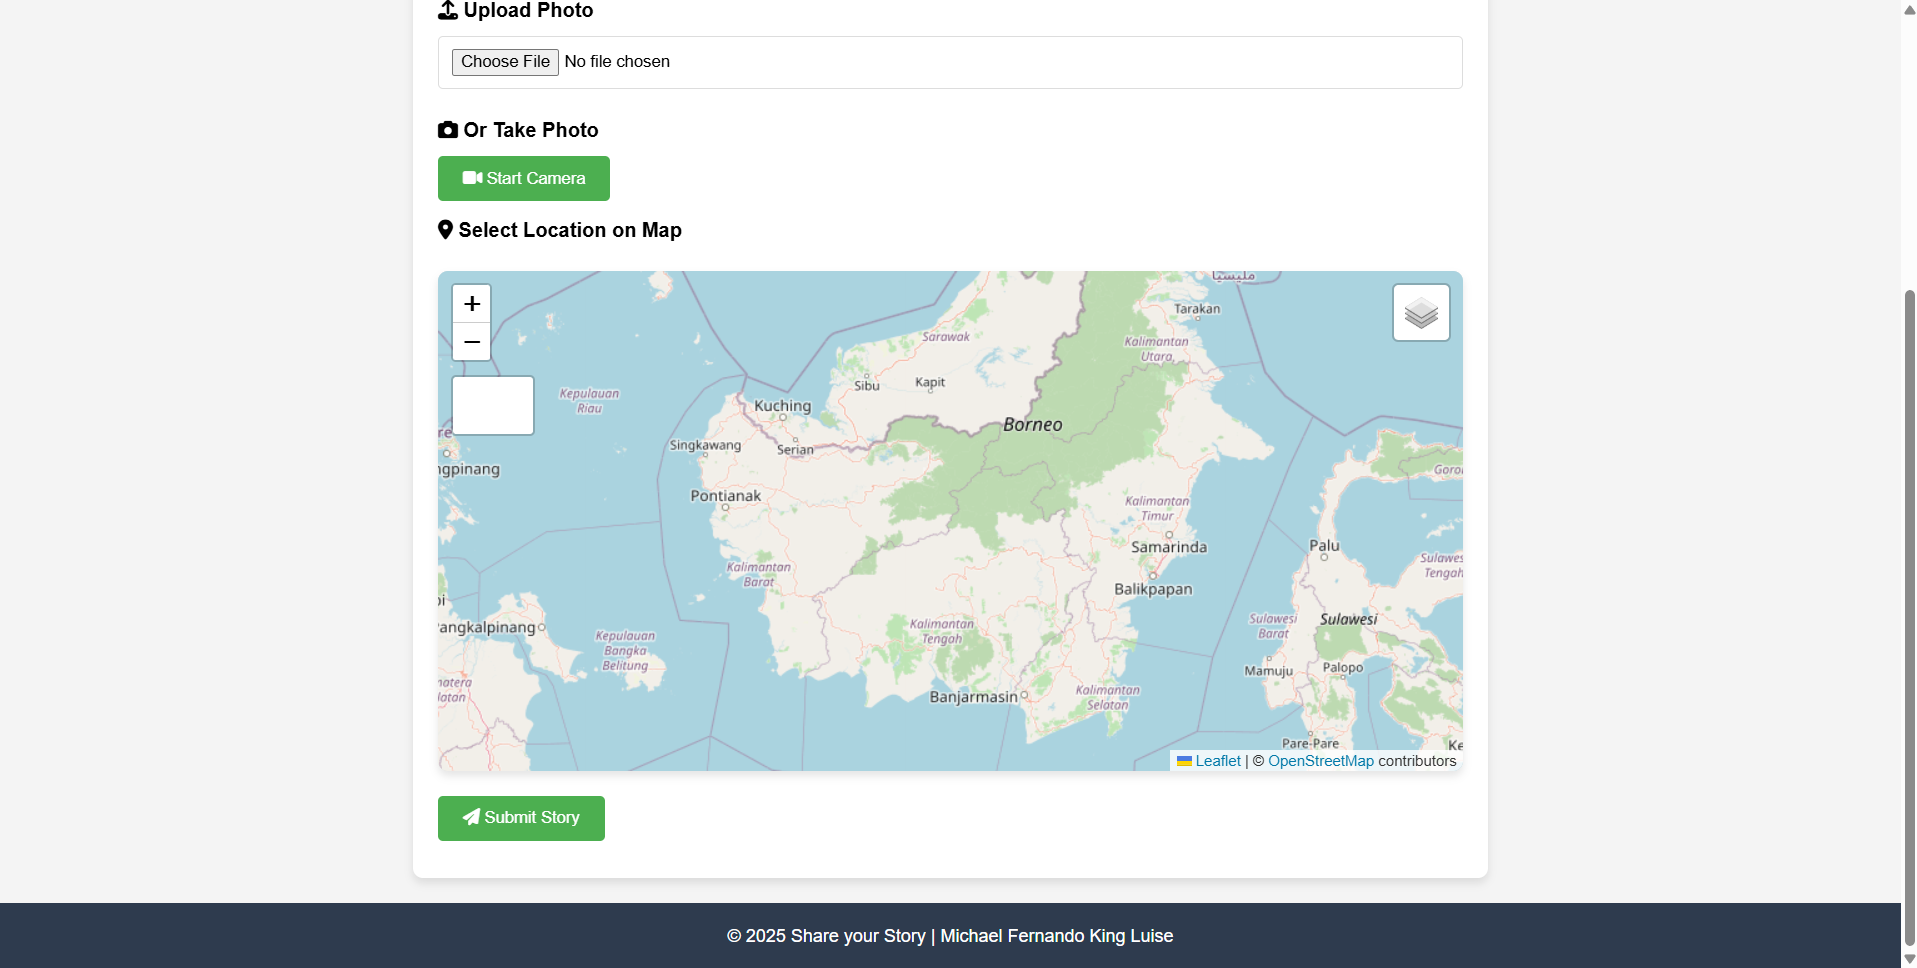 Upload Photo
Choose File No file chosen
Or Take Photo
Start Camera
Select Location on Map
+
−
مليسيا
Tarakan
Sarawak
Kalimantan
Utara,
Sibu
Kapit
Kepulauan
Riau
Kuching
Borneo
Singkawang
Serian
ngpinang
Goro
Pontianak
Kalimantan
Timur
Samarinda
Palu
Kalimantan
Barat
Sulawes
Tengah
Balikpapan
angkalpinang
Kepulauan
Bangka
Belitung
Kalimantan
Tengah
Sulawesi
Barat
Sulawesi
Mamuju
Palopo
natera
latan
Banjarmasin
Kalimantan
Selatan
Pare-Pare
Ke
Leaflet | © OpenStreetMap contributors
Submit Story
© 2025 Share your Story | Michael Fernando King Luise